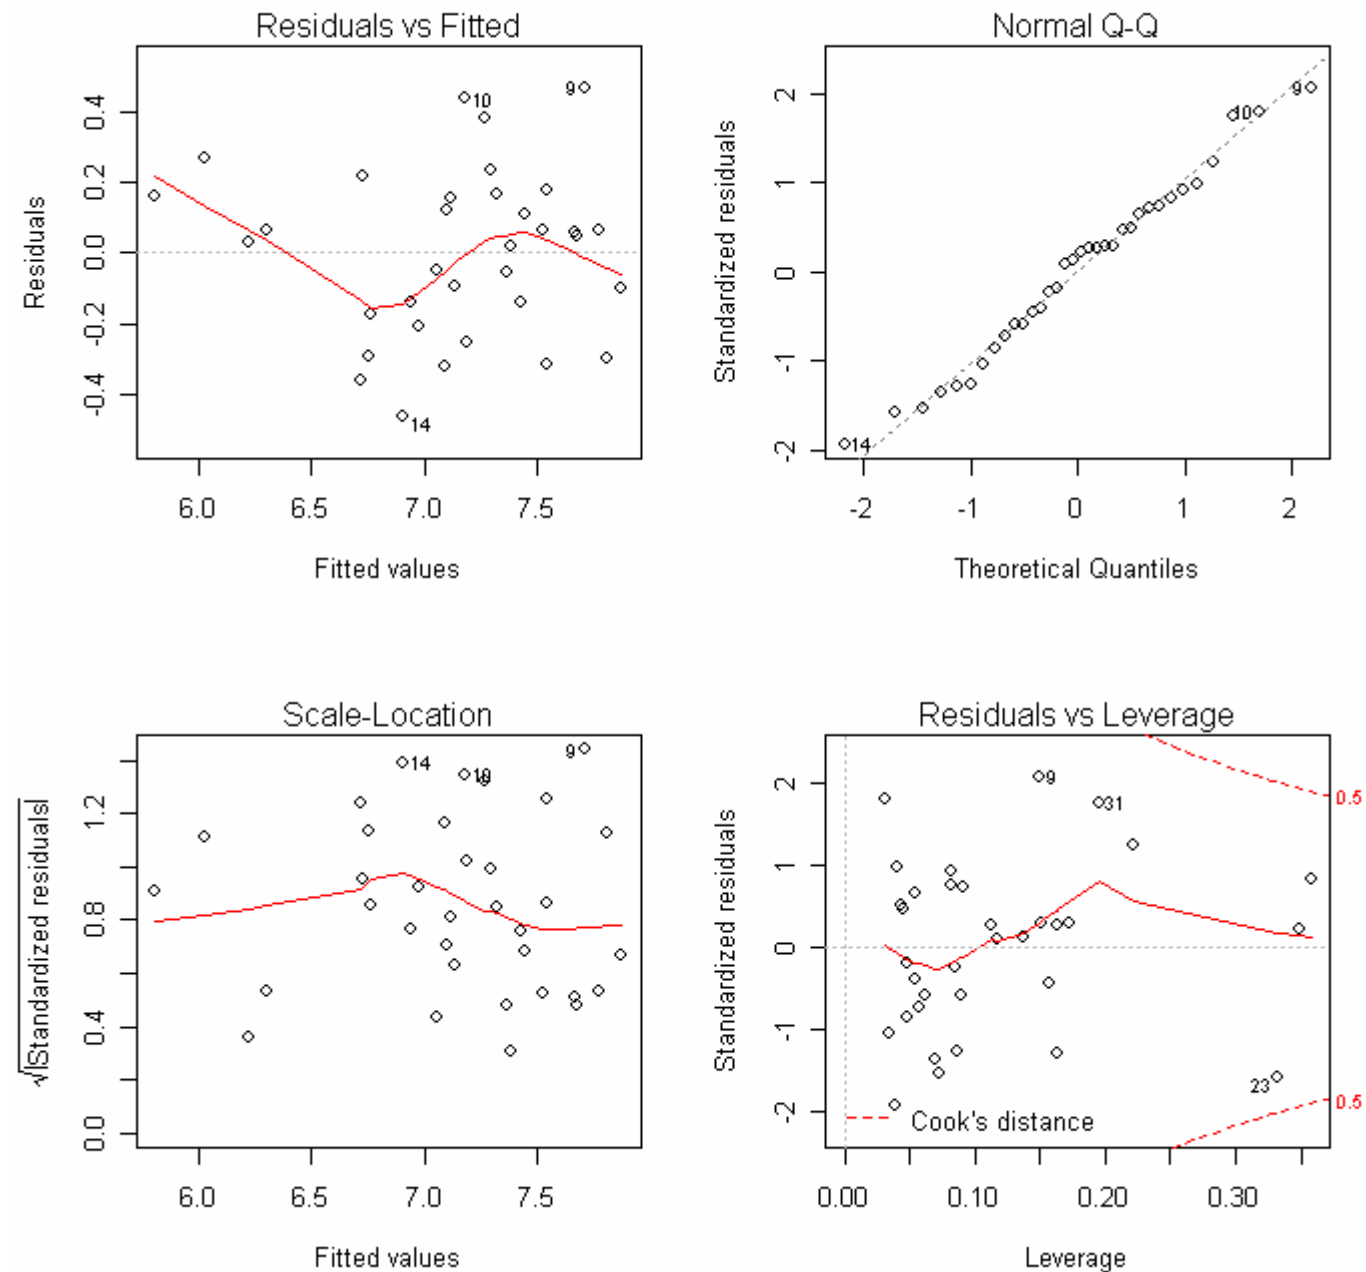 Residuals vs Fitted
Residuals
0.4
0.2
0.0
-0.2
-0.4
9
10
14
6.0 6.5 7.0 7.5
Fitted values
Normal Q-Q
Standardized residuals
2
1
0
-1
-2
9
10
14
-2 -1 0 1 2
Theoretical Quantiles
Scale-Location
√|Standardized residuals|
1.2
0.8
0.4
0.0
9
14
10
6.0 6.5 7.0 7.5
Fitted values
Residuals vs Leverage
Standardized residuals
2
1
0
-1
-2
9
31
23
0.5
0.5
Cook's distance
0.00 0.10 0.20 0.30
Leverage